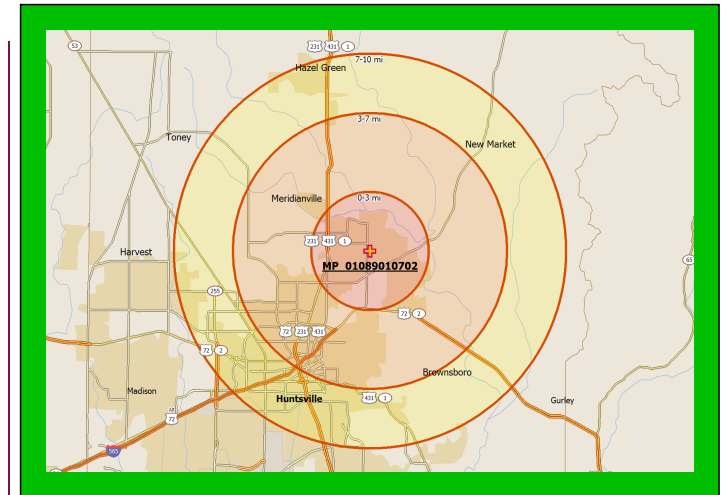 53
231 431 1
Hazel Green
7-10 mi
3-7 mi
Toney
New Market
0-3 mi
Meridianville
231 431 1
Harvest
MP_01089010702
65
255
72 2
72 231 431
72 2
Brownsboro
Madison
Huntsville
431 1
Gurley
72
565